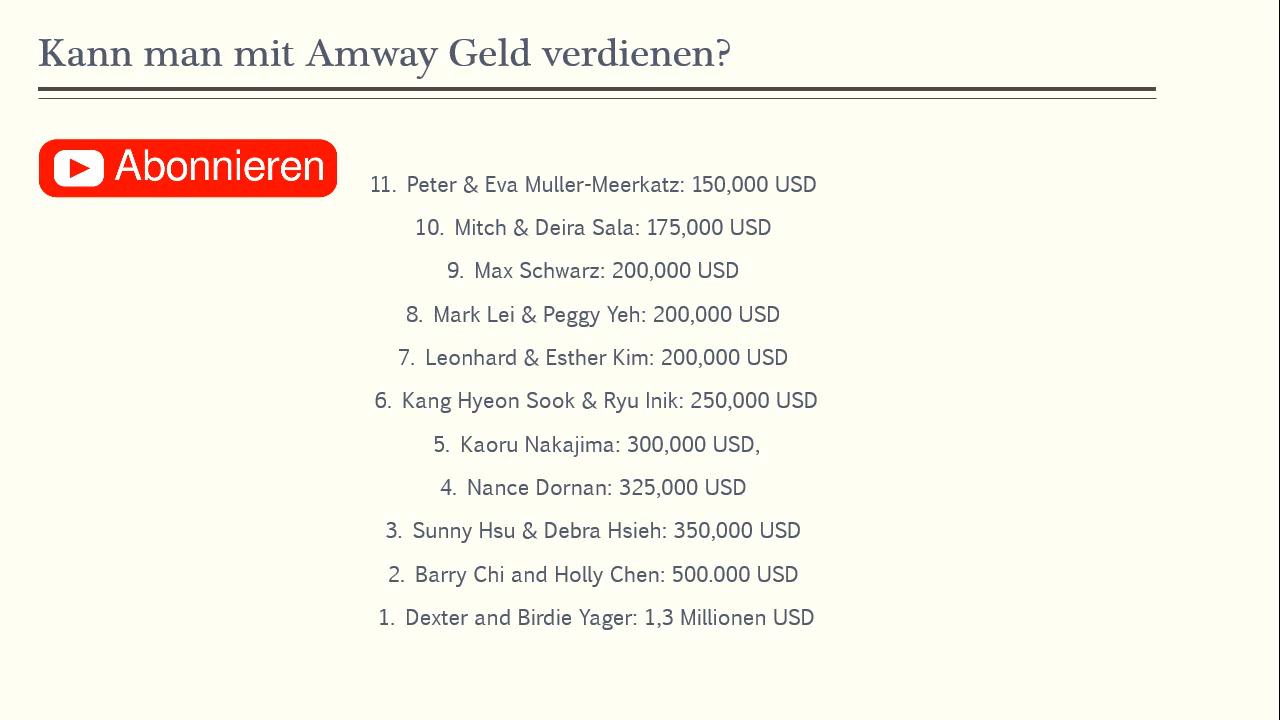 Kann man mit Amway Geld verdienen?
Abonnieren
11. Peter & Eva Muller-Meerkatz: 150,000 USD
10. Mitch & Deira Sala: 175,000 USD
9. Max Schwarz: 200,000 USD
8. Mark Lei & Peggy Yeh: 200,000 USD
7. Leonhard & Esther Kim: 200,000 USD
6. Kang Hyeon Sook & Ryu Inik: 250,000 USD
5. Kaoru Nakajima: 300,000 USD,
4. Nance Dornan: 325,000 USD
3. Sunny Hsu & Debra Hsieh: 350,000 USD
2. Barry Chi and Holly Chen: 500.000 USD
1. Dexter and Birdie Yager: 1,3 Millionen USD